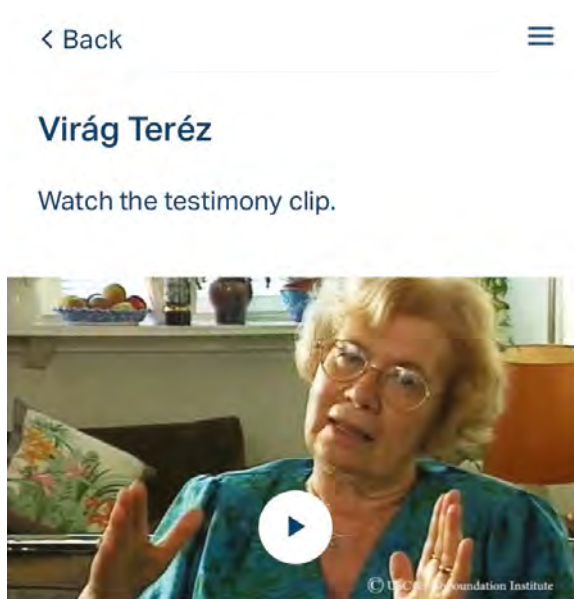 < Back
Virág Teréz
Watch the testimony clip.
© USC Foundation Institute